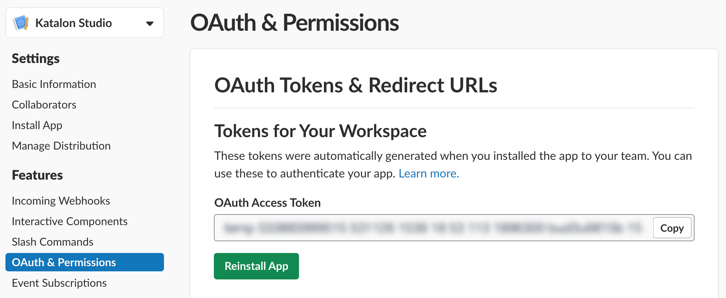 Katalon Studio
OAuth & Permissions
Settings
Basic Information
Collaborators
Install App
Manage Distribution
Features
Incoming Webhooks
Interactive Components
Slash Commands
OAuth & Permissions
Event Subscriptions
OAuth Tokens & Redirect URLs
Tokens for Your Workspace
These tokens were automatically generated when you installed the app to your team. You can
use these to authenticate your app. Learn more.
OAuth Access Token
Copy
Reinstall App